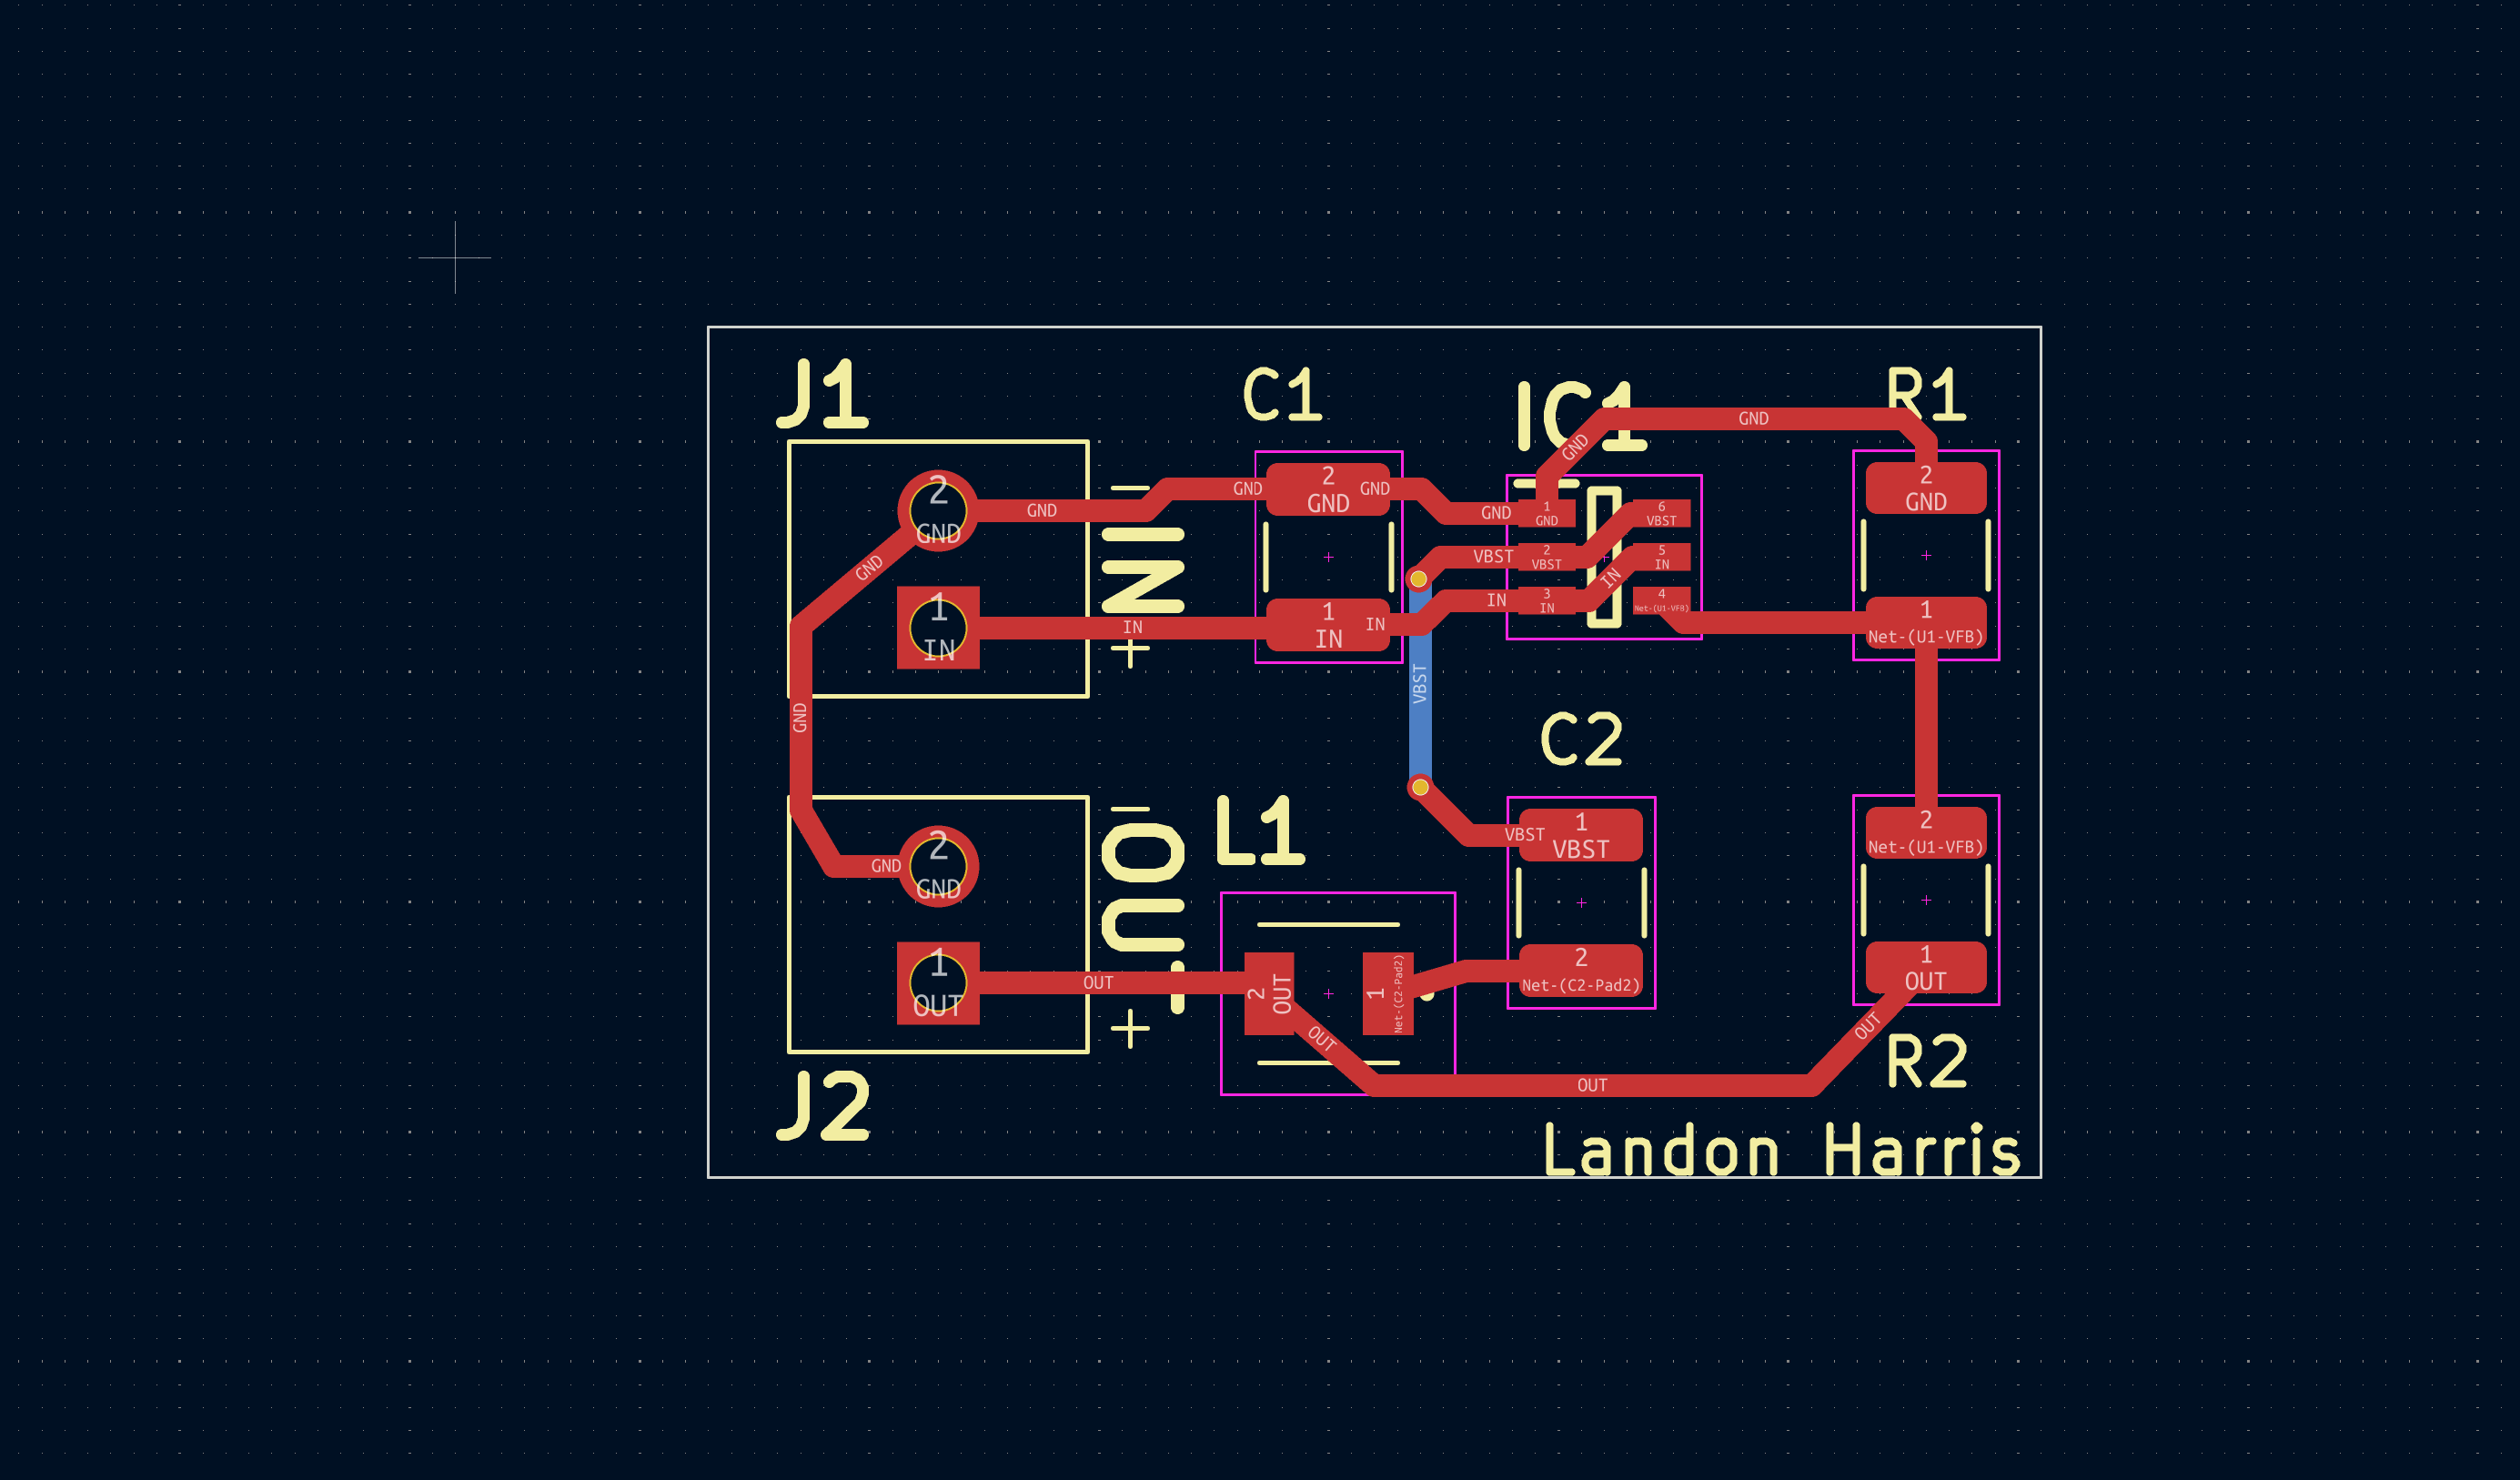 J1
C1
IC1
R1
2
GND
GND
GND
1
IN
IN
IN
+
GND
GND
2
GND
GND
1
IN
IN
GND
GND
GND
1
GND
VBST
2
VBST
IN
3
IN
6
VBST
5
IN
IN
4
Net-(U1-VFB)
2
GND
1
Net-(U1-VFB)
VBST
C2
L1
OUT
2
GND
GND
1
OUT
OUT
+
2
OUT
OUT
1
Net-(C2-Pad2)
VBST
1
VBST
2
Net-(C2-Pad2)
2
Net-(U1-VFB)
1
OUT
OUT
OUT
R2
J2
Landon Harris